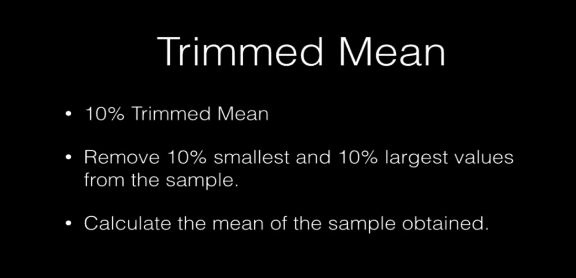 Trimmed Mean
• 10% Trimmed Mean
• Remove 10% smallest and 10% largest values
from the sample.
• Calculate the mean of the sample obtained.